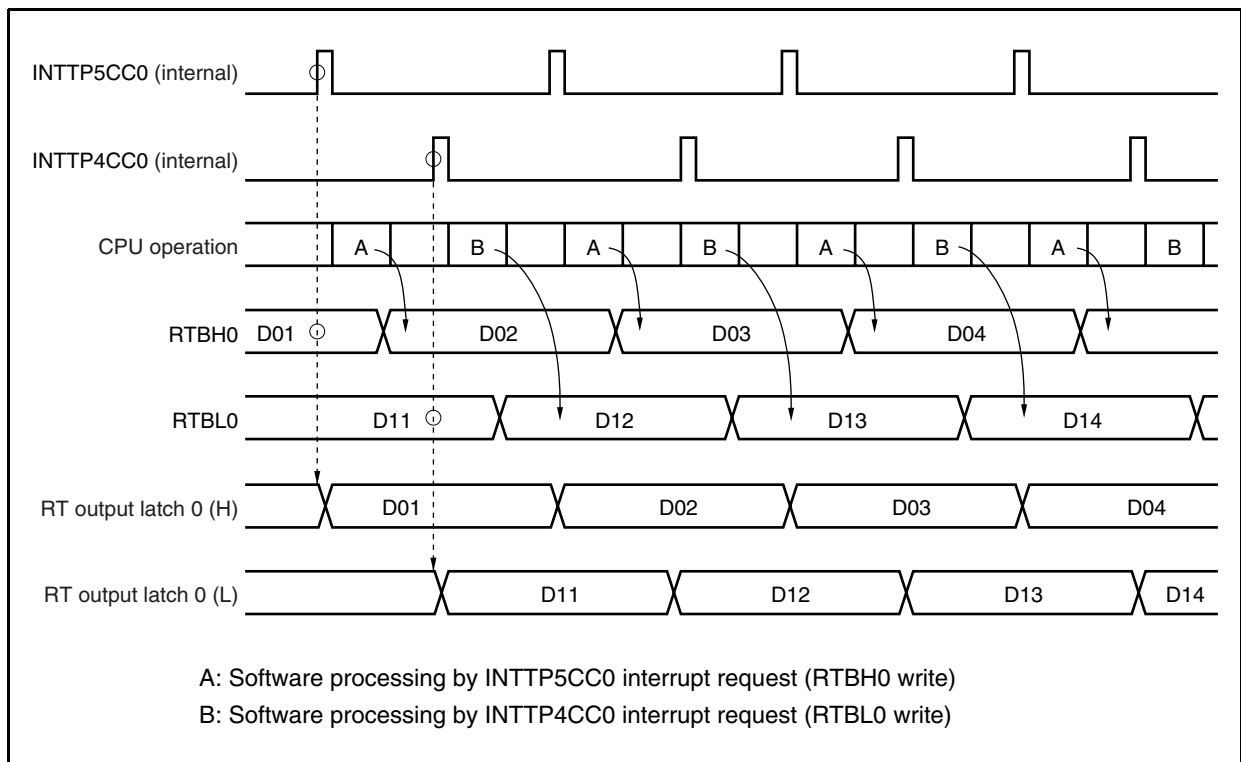 INTTP5CC0 (internal)
INTTP4CC0 (internal)
CPU operation A B A B A B A B
RTBH0 D01 D02 D03 D04
RTBL0 D11 D12 D13 D14
RT output latch 0 (H) D01 D02 D03 D04
RT output latch 0 (L) D11 D12 D13 D14
A: Software processing by INTTP5CC0 interrupt request (RTBH0 write)
B: Software processing by INTTP4CC0 interrupt request (RTBL0 write)